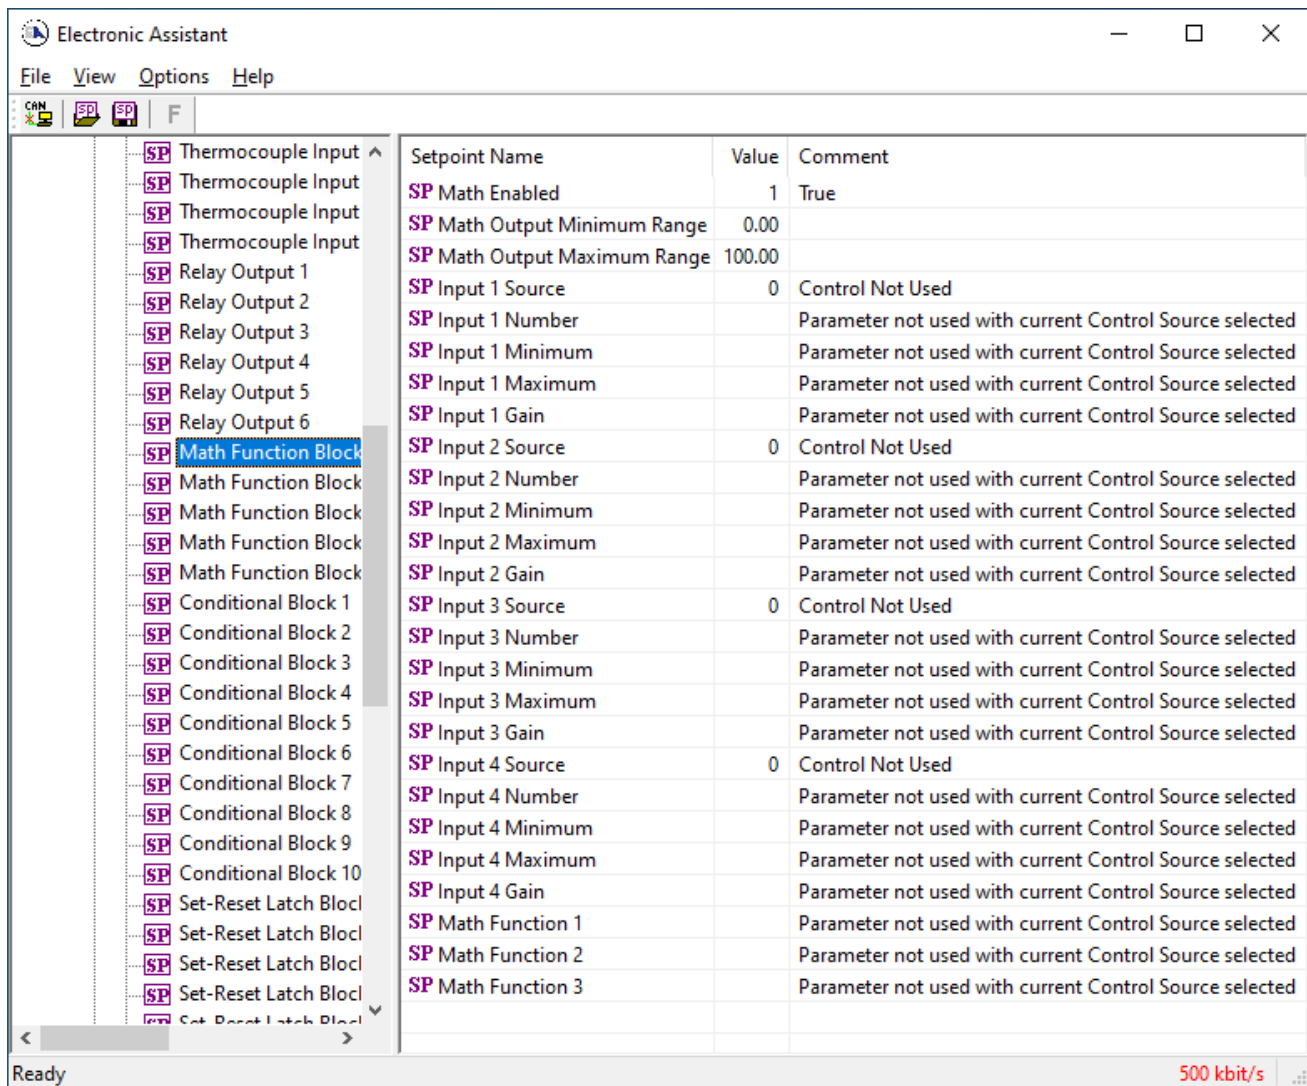 Electronic Assistant
File View Options Help
CAN SP SP F
SP Thermocouple Input
SP Thermocouple Input
SP Thermocouple Input
SP Thermocouple Input
SP Relay Output 1
SP Relay Output 2
SP Relay Output 3
SP Relay Output 4
SP Relay Output 5
SP Relay Output 6
SP Math Function Block
SP Math Function Block
SP Math Function Block
SP Math Function Block
SP Math Function Block
SP Conditional Block 1
SP Conditional Block 2
SP Conditional Block 3
SP Conditional Block 4
SP Conditional Block 5
SP Conditional Block 6
SP Conditional Block 7
SP Conditional Block 8
SP Conditional Block 9
SP Conditional Block 10
SP Set-Reset Latch Bloc
SP Set-Reset Latch Bloc
SP Set-Reset Latch Bloc
SP Set-Reset Latch Bloc
SP Set-Reset Latch Bloc
Setpoint Name Value Comment
SP Math Enabled 1 True
SP Math Output Minimum Range 0.00
SP Math Output Maximum Range 100.00
SP Input 1 Source 0 Control Not Used
SP Input 1 Number Parameter not used with current Control Source selected
SP Input 1 Minimum Parameter not used with current Control Source selected
SP Input 1 Maximum Parameter not used with current Control Source selected
SP Input 1 Gain Parameter not used with current Control Source selected
SP Input 2 Source 0 Control Not Used
SP Input 2 Number Parameter not used with current Control Source selected
SP Input 2 Minimum Parameter not used with current Control Source selected
SP Input 2 Maximum Parameter not used with current Control Source selected
SP Input 2 Gain Parameter not used with current Control Source selected
SP Input 3 Source 0 Control Not Used
SP Input 3 Number Parameter not used with current Control Source selected
SP Input 3 Minimum Parameter not used with current Control Source selected
SP Input 3 Maximum Parameter not used with current Control Source selected
SP Input 3 Gain Parameter not used with current Control Source selected
SP Input 4 Source 0 Control Not Used
SP Input 4 Number Parameter not used with current Control Source selected
SP Input 4 Minimum Parameter not used with current Control Source selected
SP Input 4 Maximum Parameter not used with current Control Source selected
SP Input 4 Gain Parameter not used with current Control Source selected
SP Math Function 1 Parameter not used with current Control Source selected
SP Math Function 2 Parameter not used with current Control Source selected
SP Math Function 3 Parameter not used with current Control Source selected
Ready 500 kbit/s